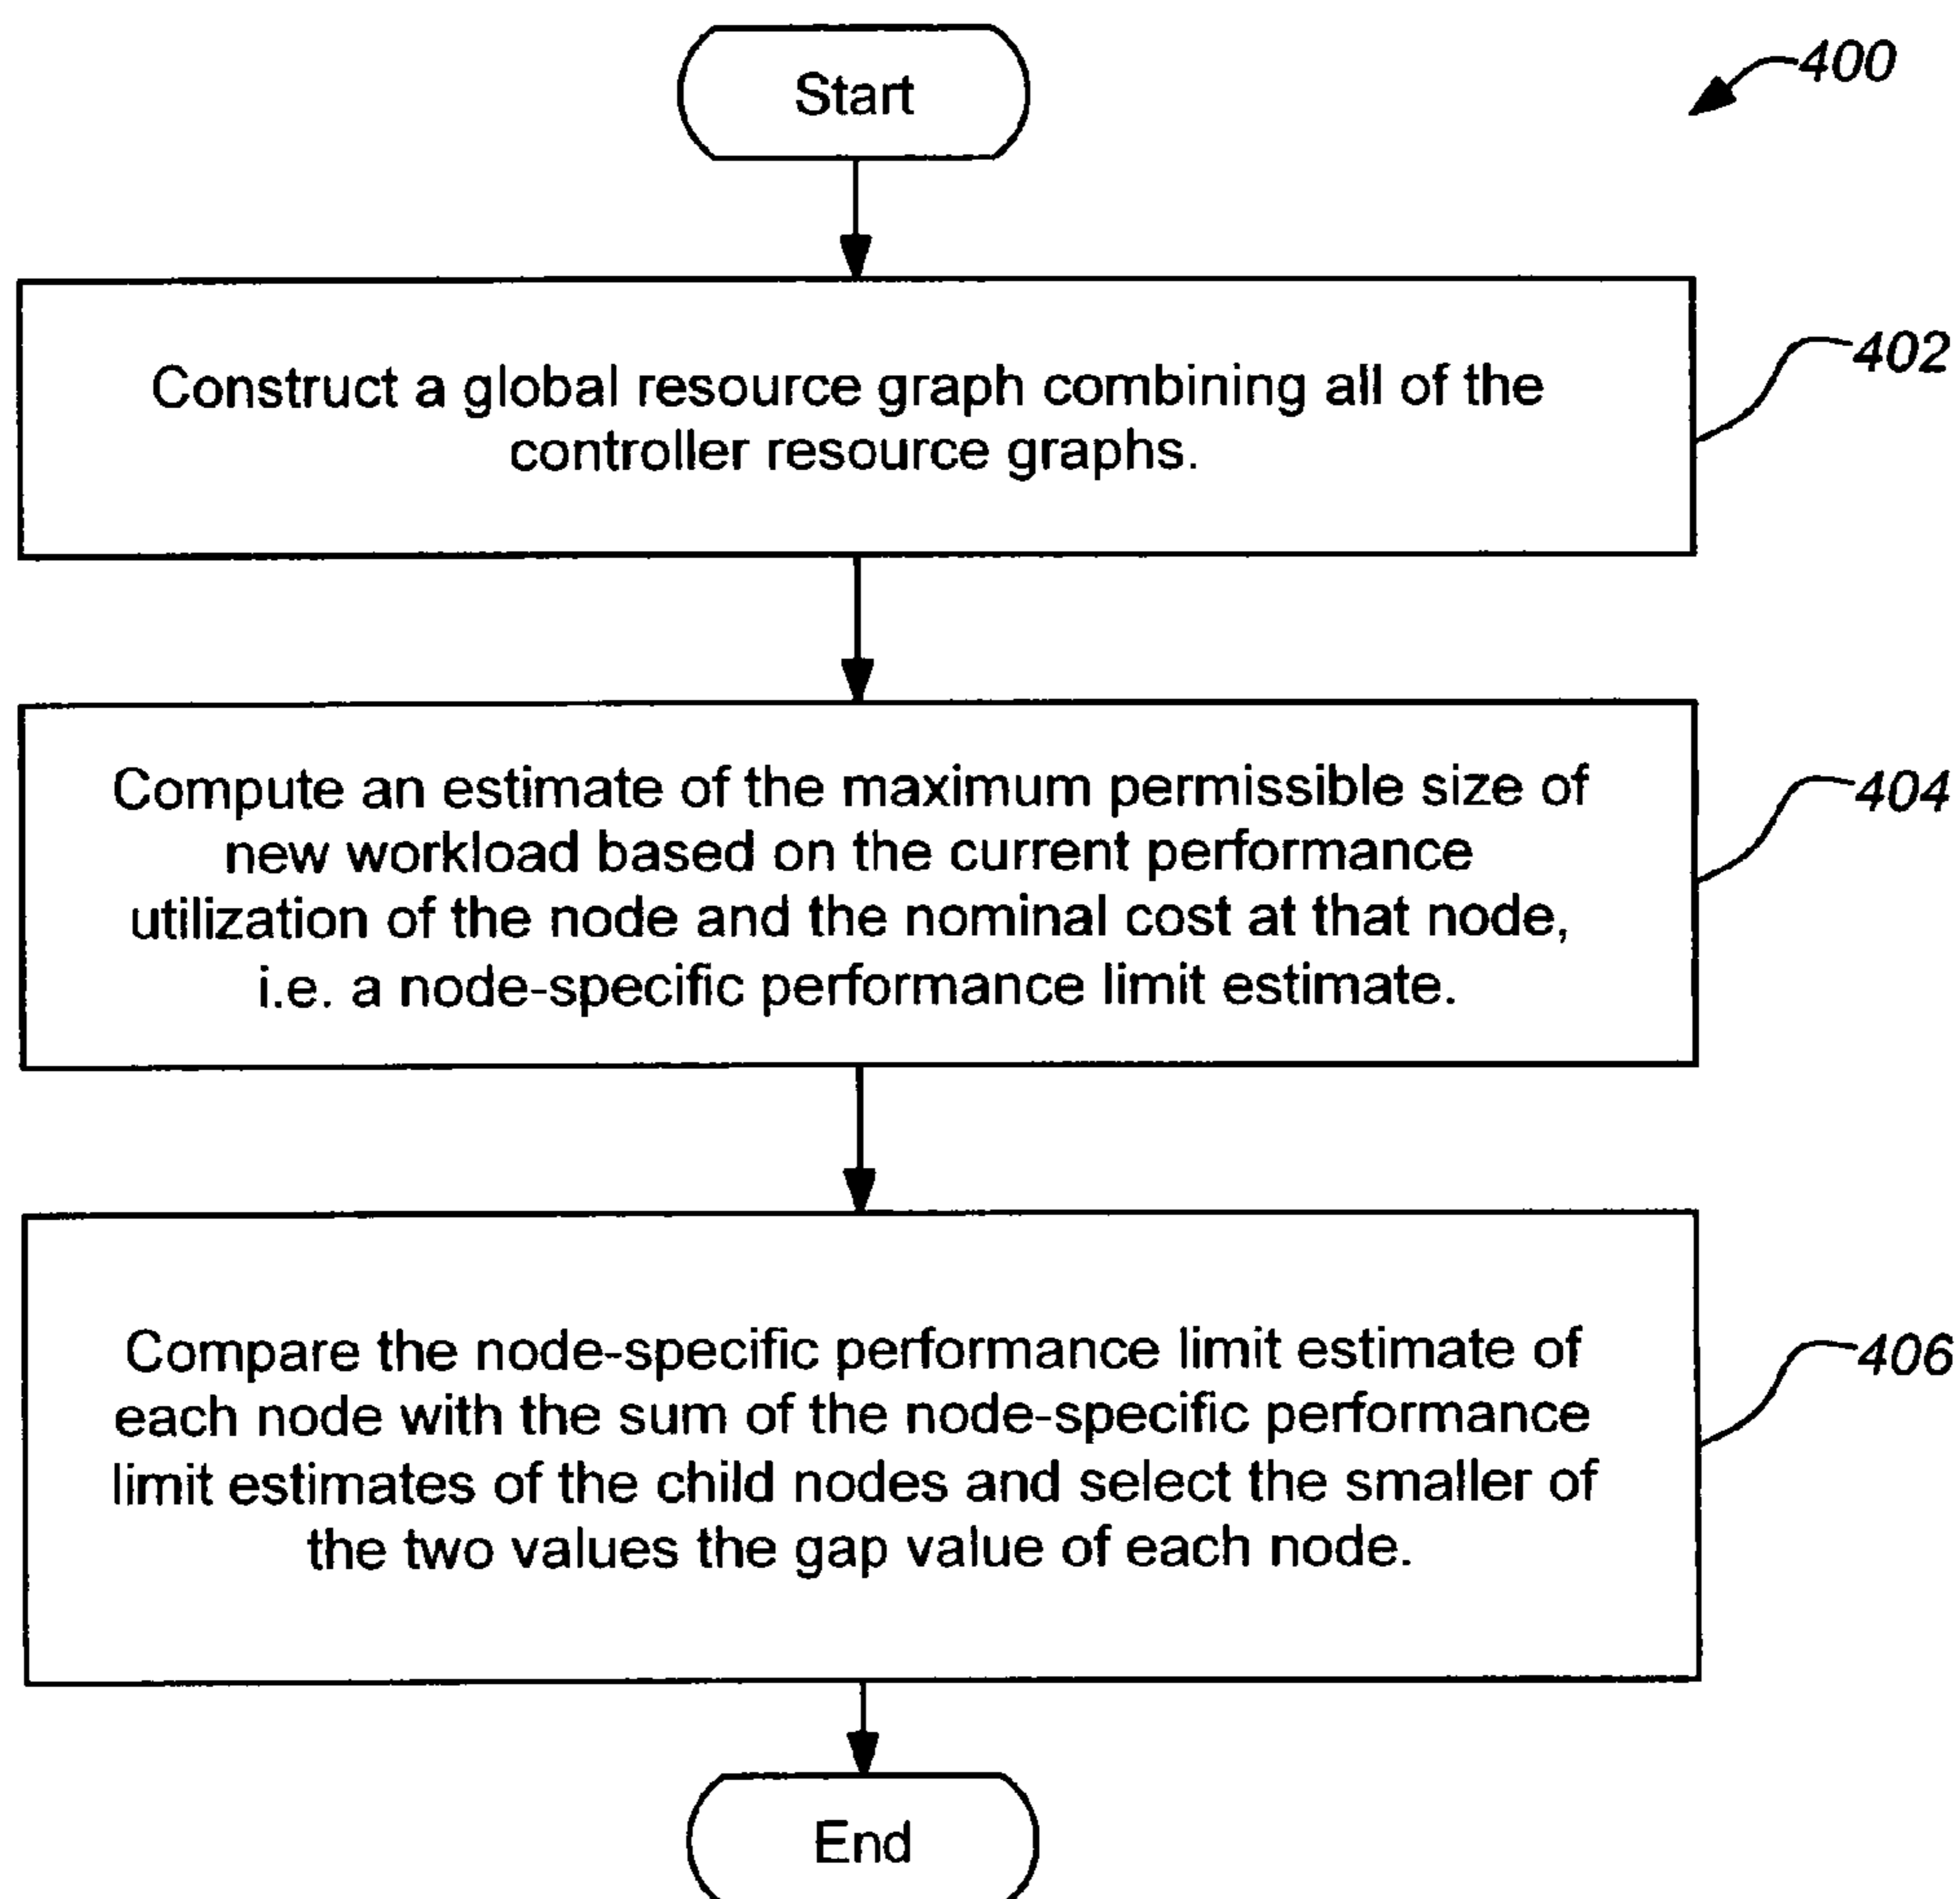 Start
400
Construct a global resource graph combining all of the
controller resource graphs.
402
Compute an estimate of the maximum permissible size of
new workload based on the current performance
utilization of the node and the nominal cost at that node,
i.e. a node-specific performance limit estimate.
404
Compare the node-specific performance limit estimate of
each node with the sum of the node-specific performance
limit estimates of the child nodes and select the smaller of
the two values the gap value of each node.
406
End